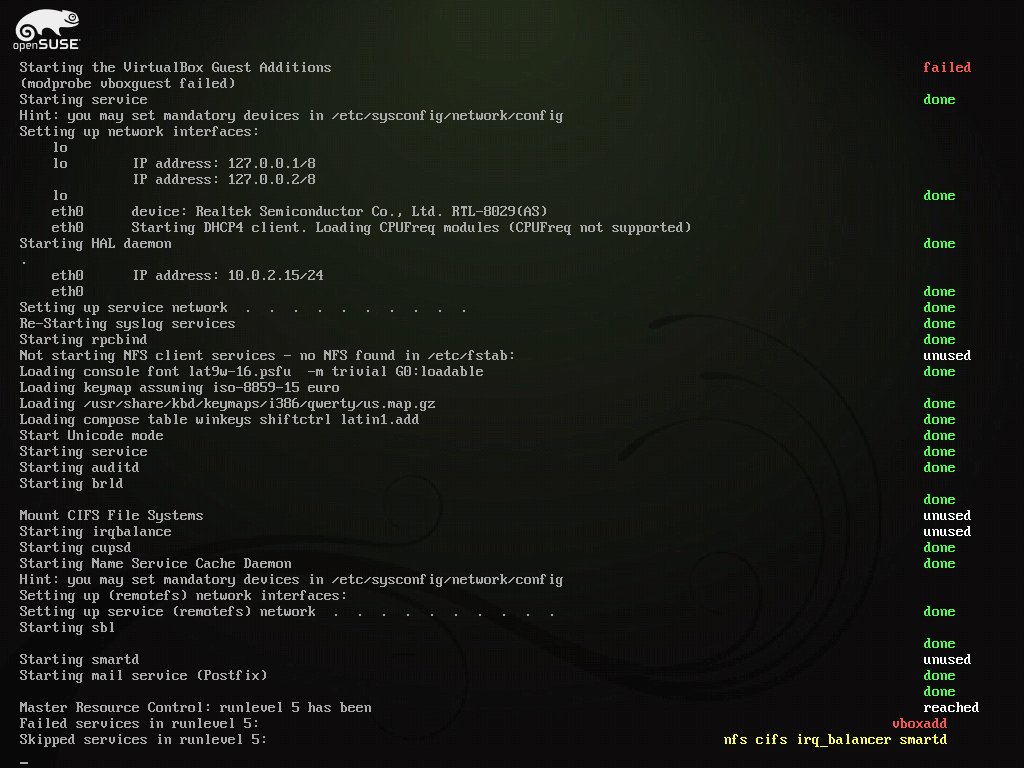 openSUSE
Starting the VirtualBox Guest Additions failed
(modprobe vboxguest failed)
Starting service done
Hint: you may set mandatory devices in /etc/sysconfig/network/config
Setting up network interfaces:
lo
lo IP address: 127.0.0.1/8
IP address: 127.0.0.2/8
lo done
eth0 device: Realtek Semiconductor Co., Ltd. RTL-8029(AS)
eth0 Starting DHCP4 client. Loading CPUFreq modules (CPUFreq not supported)
Starting HAL daemon done
.
eth0 IP address: 10.0.2.15/24
eth0 done
Setting up service network . . . . . . . . . . done
Re-Starting syslog services done
Starting rpcbind done
Not starting NFS client services - no NFS found in /etc/fstab: unused
Loading console font lat9w-16.psfu -m trivial G0:loadable done
Loading keymap assuming iso-8859-15 euro
Loading /usr/share/kbd/keymaps/i386/qwerty/us.map.gz done
Loading compose table winkeys shiftctrl latin1.add done
Start Unicode mode done
Starting service done
Starting auditd done
Starting brld
done
Mount CIFS File Systems unused
Starting irqbalance unused
Starting cupsd done
Starting Name Service Cache Daemon done
Hint: you may set mandatory devices in /etc/sysconfig/network/config
Setting up (remotefs) network interfaces:
Setting up service (remotefs) network . . . . . . . . . . done
Starting sbl
done
Starting smartd unused
Starting mail service (Postfix) done
done
Master Resource Control: runlevel 5 has been reached
Failed services in runlevel 5: vboxadd
Skipped services in runlevel 5: nfs cifs irq_balancer smartd
_